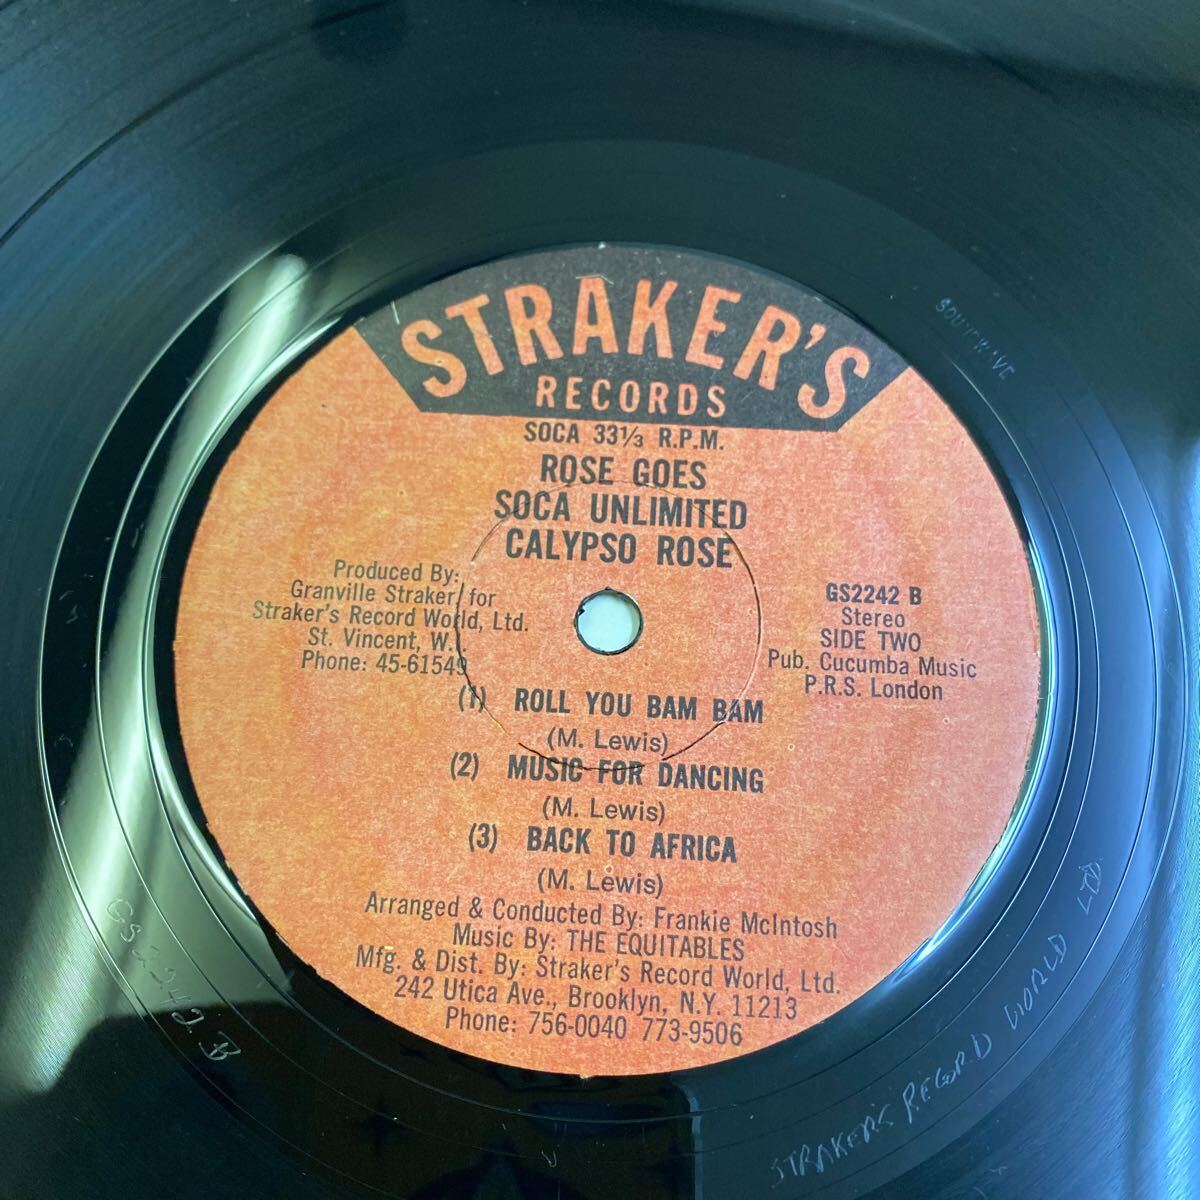 STRAKER'S
RECORDS
SOCA 33⅓ R.P.M.
ROSE GOES
SOCA UNLIMITED
CALYPSO ROSE
Produced By:
Granville Straker for
Straker's Record World, Ltd.
St. Vincent, W..
Phone: 45-61549
GS2242 B
Stereo
SIDE TWO
Pub. Cucumba Music
P.R.S. London
(1) ROLL YOU BAM BAM
(M. Lewis)
(2) MUSIC FOR DANCING
(M. Lewis)
(3) BACK TO AFRICA
(M. Lewis)
Arranged & Conducted By: Frankie McIntosh
Music By: THE EQUITABLES
Mfg. & Dist. By: Straker's Record World, Ltd.
242 Utica Ave., Brooklyn, N.Y. 11213
Phone: 756-0040 773-9506
GS2242 B
STRAKER'S RECORD WORLD